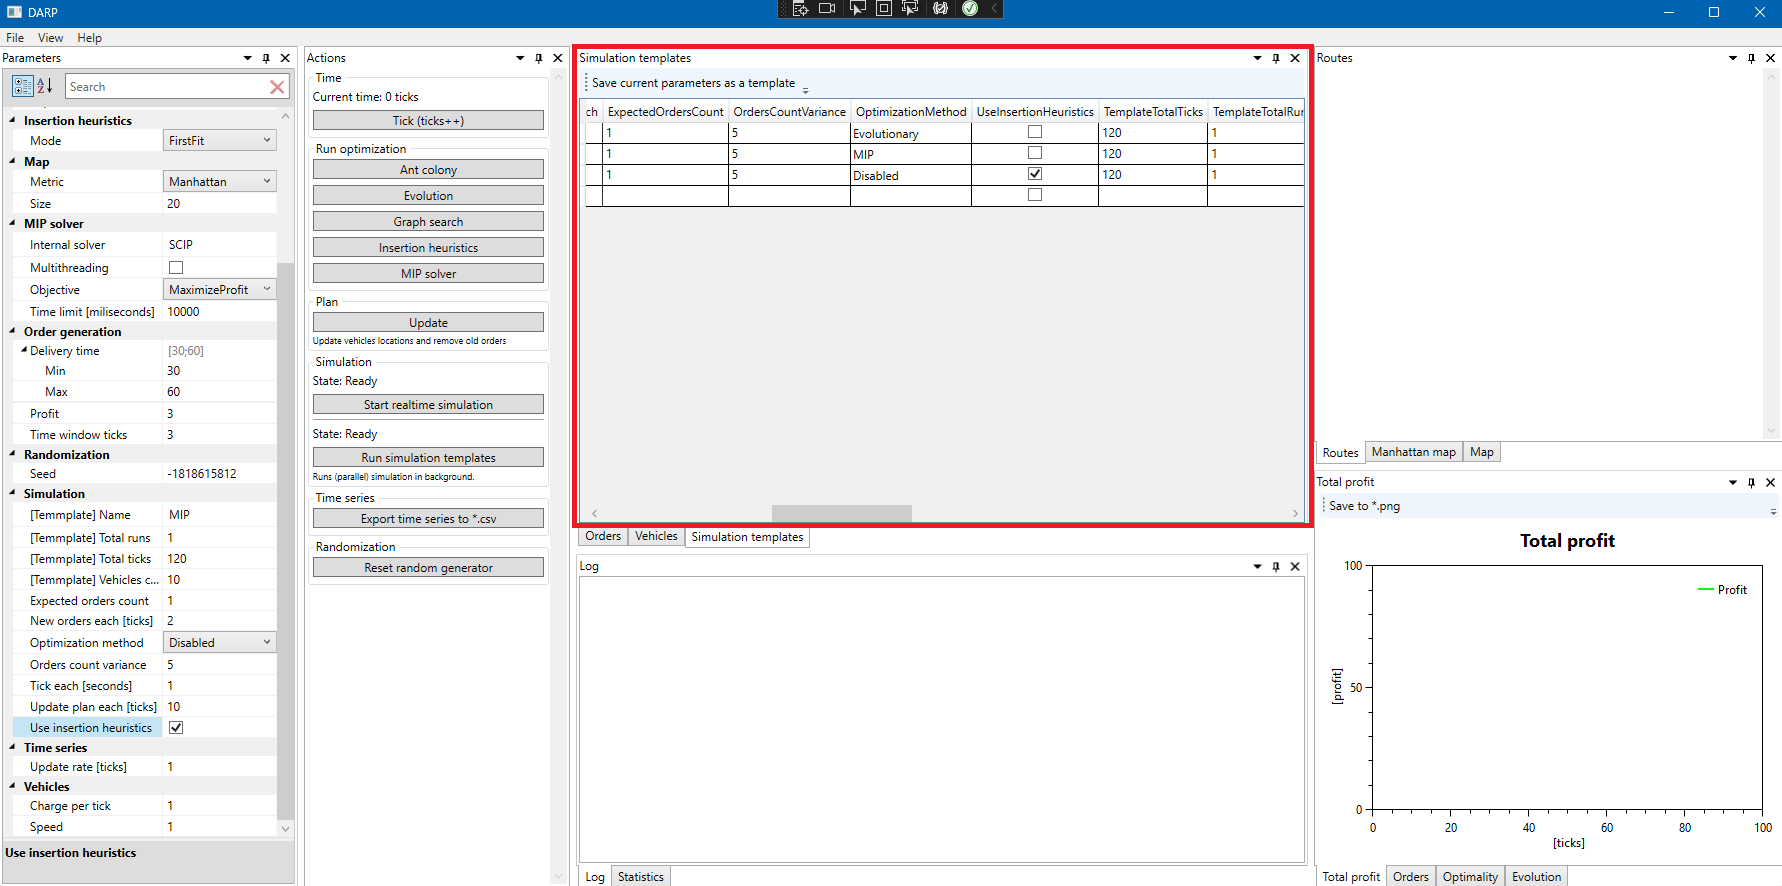 DARP
File View Help
Parameters
Search
Insertion heuristics
Mode FirstFit
Map
Metric Manhattan
Size 20
MIP solver
Internal solver SCIP
Multithreading
Objective MaximizeProfit
Time limit [miliseconds] 10000
Order generation
Delivery time [30;60]
Min 30
Max 60
Profit 3
Time window ticks 3
Randomization
Seed -1818615812
Simulation
[Temmplate] Name MIP
[Temmplate] Total runs 1
[Temmplate] Total ticks 120
[Temmplate] Vehicles c... 10
Expected orders count 1
New orders each [ticks] 2
Optimization method Disabled
Orders count variance 5
Tick each [seconds] 1
Update plan each [ticks] 10
Use insertion heuristics
Time series
Update rate [ticks] 1
Vehicles
Charge per tick 1
Speed 1
Use insertion heuristics
Actions
Time
Current time: 0 ticks
Tick (ticks++)
Run optimization
Ant colony
Evolution
Graph search
Insertion heuristics
MIP solver
Plan
Update
Update vehicles locations and remove old orders
Simulation
State: Ready
Start realtime simulation
State: Ready
Run simulation templates
Runs (parallel) simulation in background.
Time series
Export time series to *.csv
Randomization
Reset random generator
Simulation templates
Save current parameters as a template
ch ExpectedOrdersCount OrdersCountVariance OptimizationMethod UseInsertionHeuristics TemplateTotalTicks TemplateTotalRur
1 5 Evolutionary 120 1
1 5 MIP 120 1
1 5 Disabled 120 1
Orders Vehicles Simulation templates
Log
Log Statistics
Routes
Routes Manhattan map Map
Total profit
Save to *.png
Total profit
100
50
0
[profit]
Profit
0 20 40 60 80 100
[ticks]
Total profit Orders Optimality Evolution